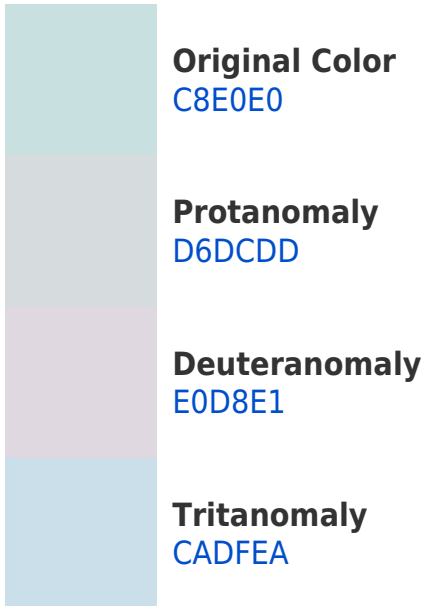 Original Color
C8E0E0
Protanomaly
D6DCDD
Deuteranomaly
E0D8E1
Tritanomaly
CADFEA